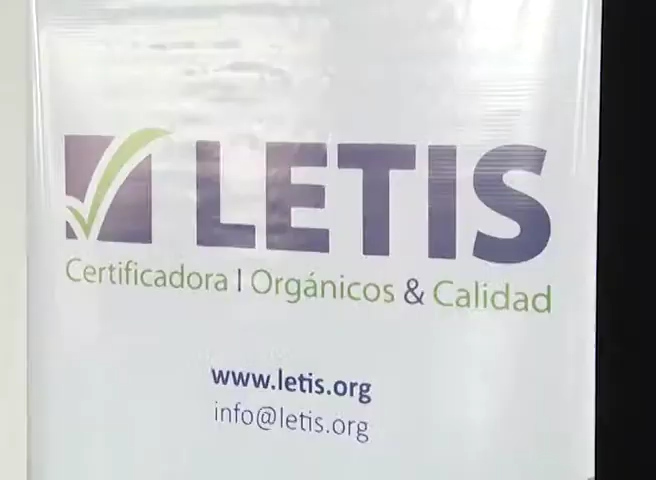 LETIS
Certificadora | Orgánicos & Calidad
www.letis.org
info@letis.org